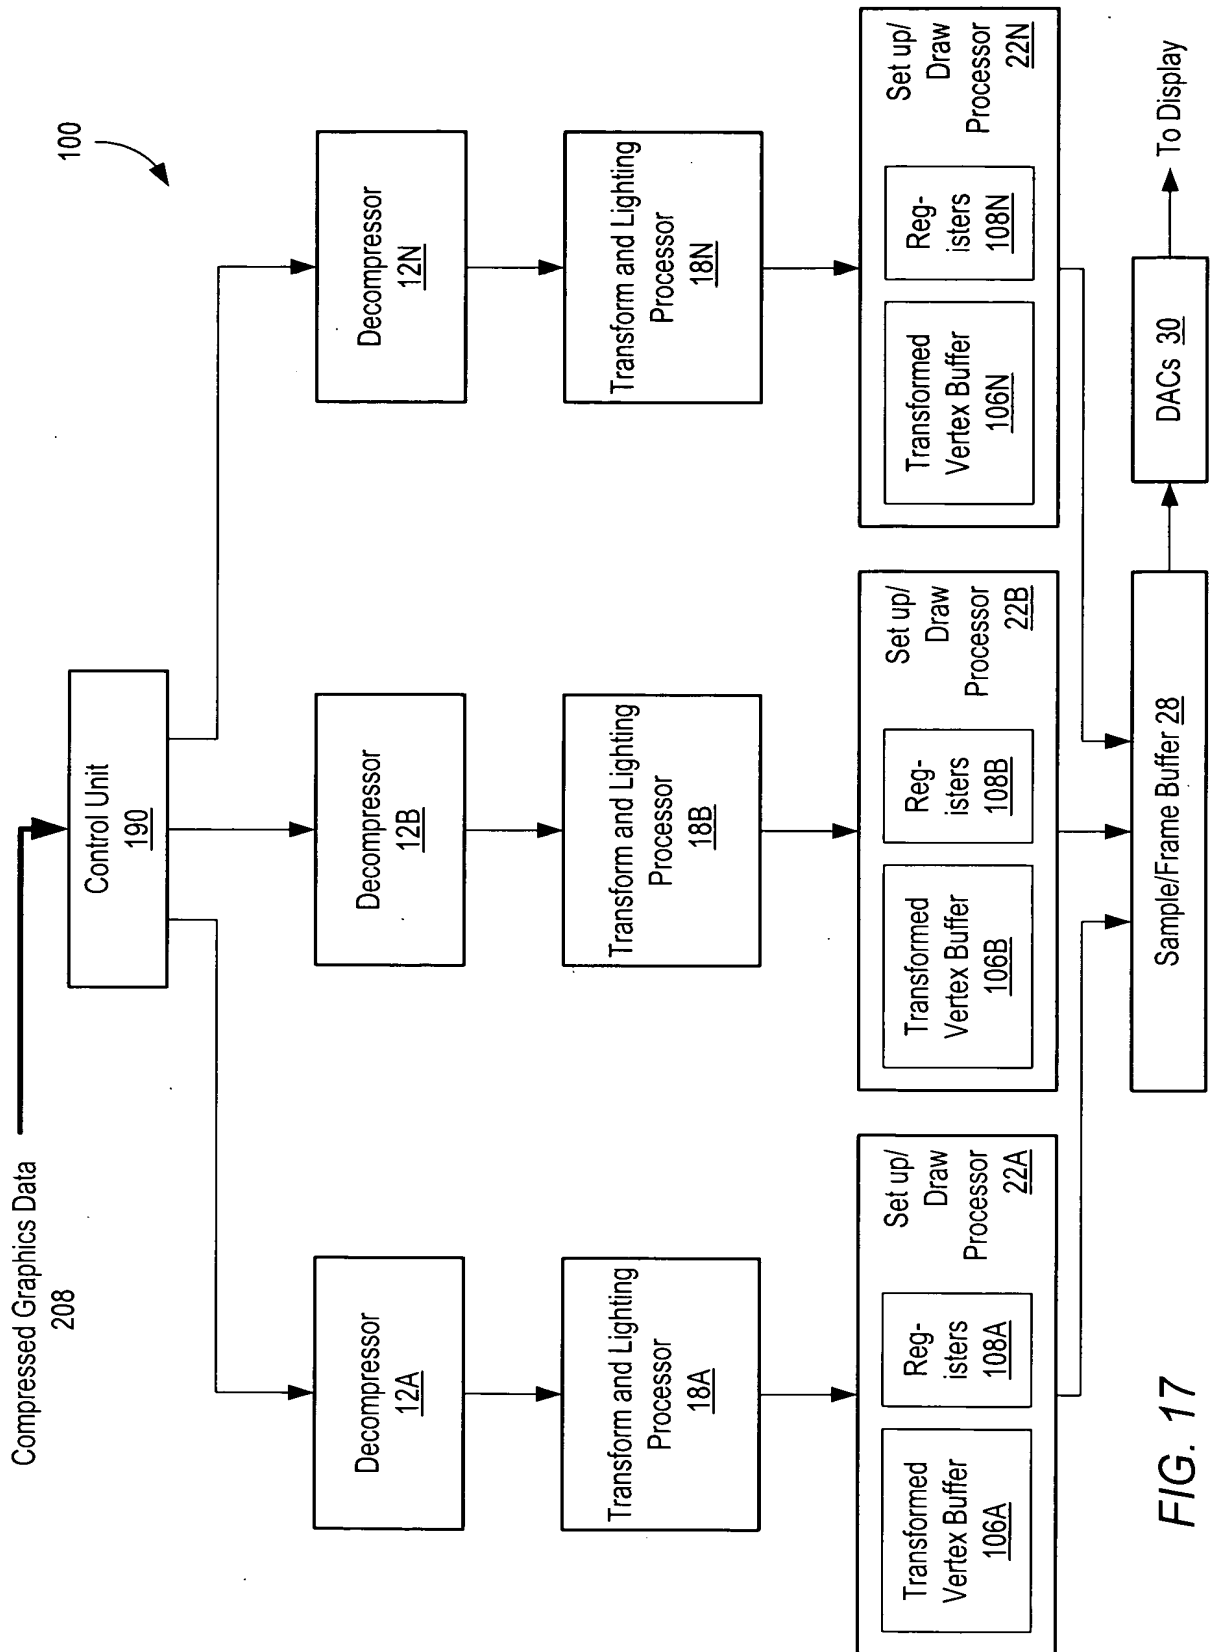 Compressed Graphics Data
208
100
Control Unit
190
Decompressor
12A
Decompressor
12B
Decompressor
12N
Transform and Lighting
Processor
18A
Transform and Lighting
Processor
18B
Transform and Lighting
Processor
18N
Transformed
Vertex Buffer
106A
Reg-
isters
108A
Set up/
Draw
Processor
22A
Transformed
Vertex Buffer
106B
Reg-
isters
108B
Set up/
Draw
Processor
22B
Transformed
Vertex Buffer
106N
Reg-
isters
108N
Set up/
Draw
Processor
22N
Sample/Frame Buffer 28
DACs 30
To Display
FIG. 17